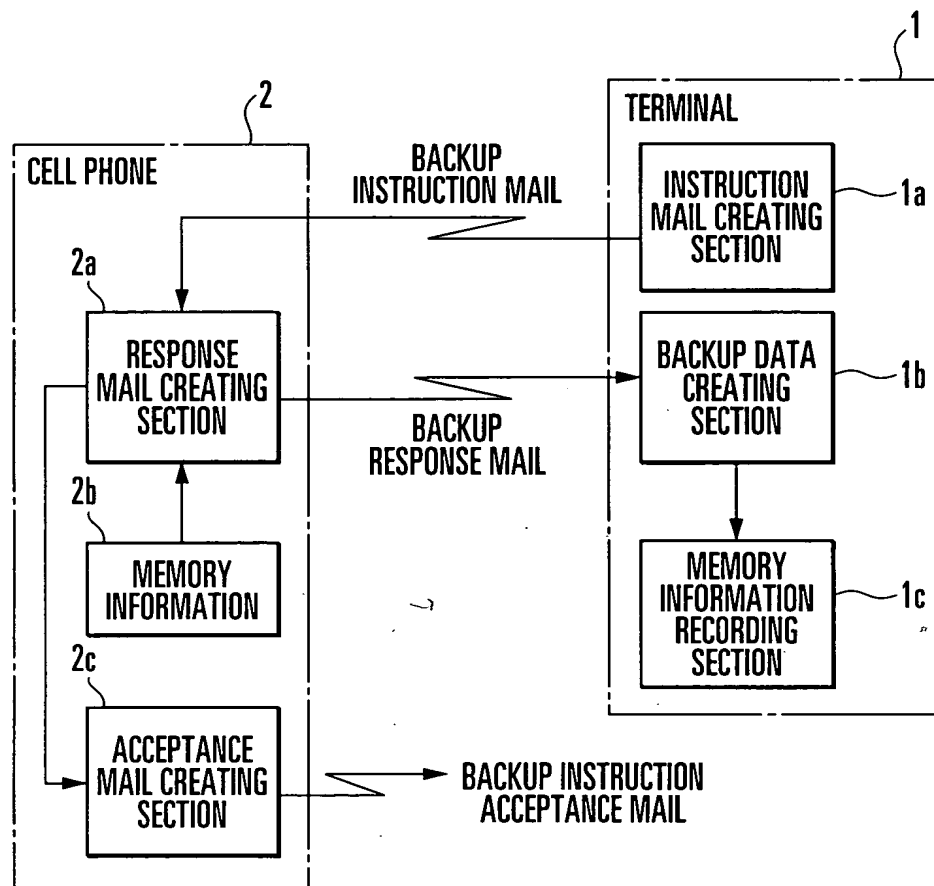 1
TERMINAL
2
CELL PHONE
BACKUP
INSTRUCTION MAIL
INSTRUCTION
MAIL CREATING
SECTION
1a
2a
RESPONSE
MAIL CREATING
SECTION
BACKUP DATA
CREATING
SECTION
1b
BACKUP
RESPONSE MAIL
2b
MEMORY
INFORMATION
MEMORY
INFORMATION
RECORDING
SECTION
1c
2c
ACCEPTANCE
MAIL CREATING
SECTION
BACKUP INSTRUCTION
ACCEPTANCE MAIL